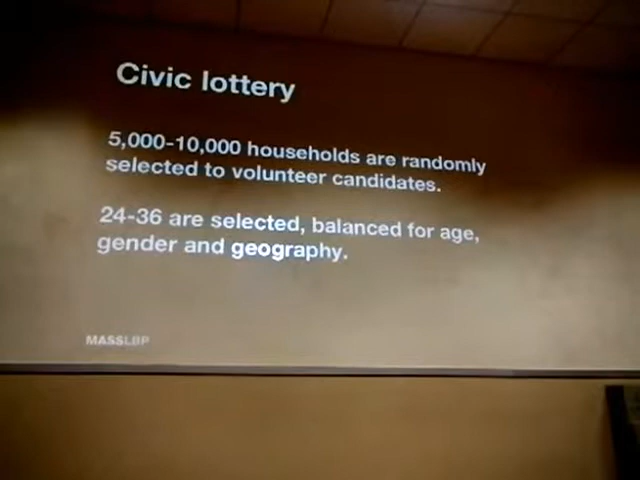 Civic lottery
5,000-10,000 households are randomly
selected to volunteer candidates.
24-36 are selected, balanced for age,
gender and geography.
MASSLBP